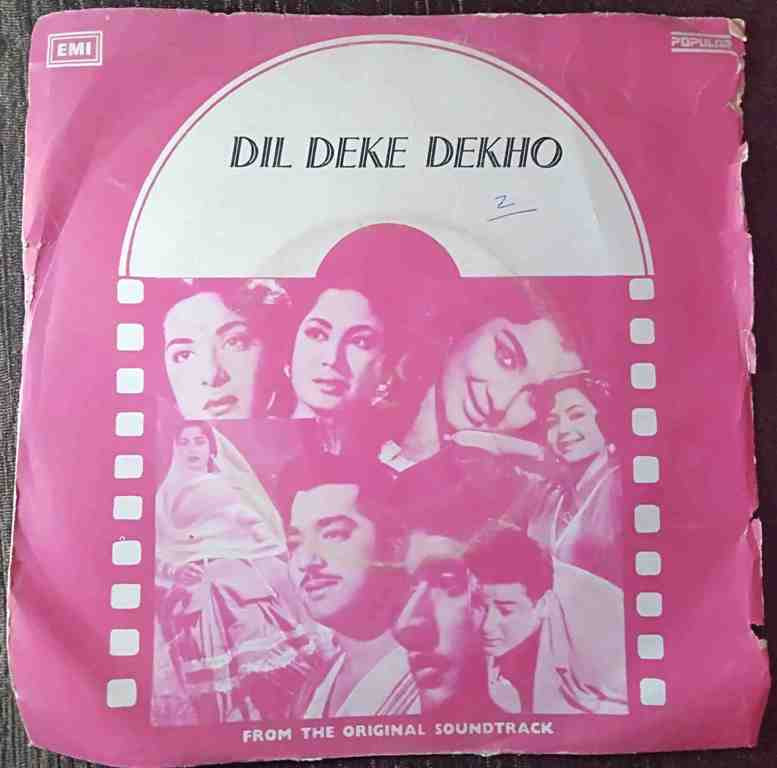 EMI
POPULAR
DIL DEKE DEKHO
2
FROM THE ORIGINAL SOUNDTRACK